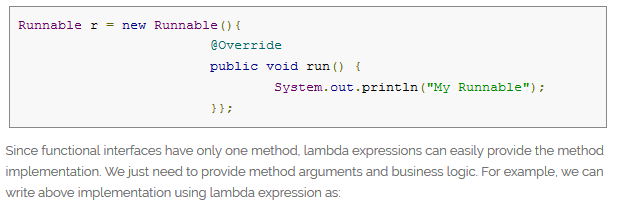 Runnable r = new Runnable(){
@Override
public void run() {
System.out.println("My Runnable");
}};
Since functional interfaces have only one method, lambda expressions can easily provide the method
implementation. We just need to provide method arguments and business logic. For example, we can
write above implementation using lambda expression as: